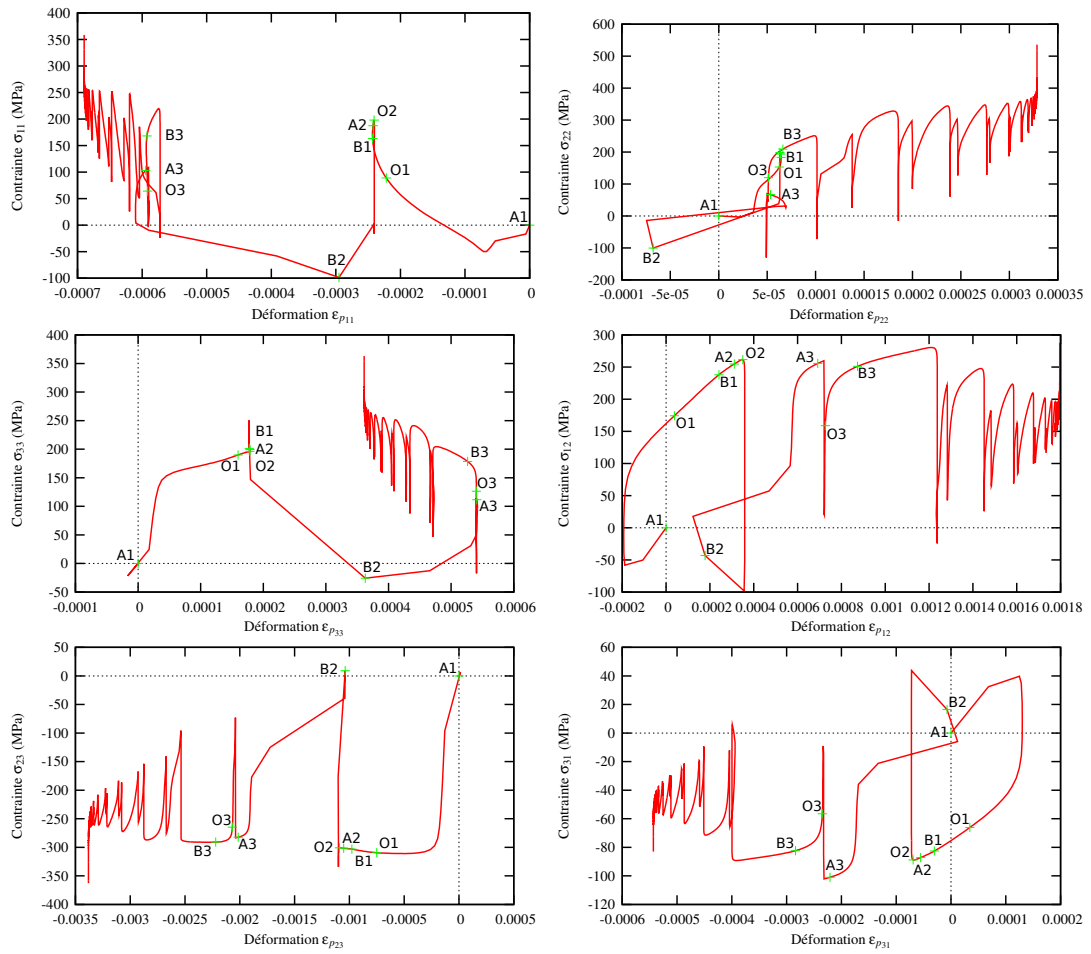 400
350
300
250
200
150
100
50
0
-50
-100
Contrainte σ11 (MPa)
O2
A2
B1
O1
B3
A3
O3
A1
B2
-0.0007 -0.0006 -0.0005 -0.0004 -0.0003 -0.0002 -0.0001 0
Déformation εp11
600
500
400
300
200
100
0
-100
-200
Contrainte σ22 (MPa)
B3
B1
O3
O1
A3
A1
B2
-0.0001 -5e-05 0 5e-05 0.0001 0.00015 0.0002 0.00025 0.0003 0.00035
Déformation εp22
400
350
300
250
200
150
100
50
0
-50
Contrainte σ33 (MPa)
B1
O1 A2
O2
B3
O3
A3
A1
B2
-0.0001 0 0.0001 0.0002 0.0003 0.0004 0.0005 0.0006
Déformation εp33
300
250
200
150
100
50
0
-50
-100
Contrainte σ12 (MPa)
A2 O2
B1
A3
B3
O1
O3
A1
B2
-0.0002 0 0.0002 0.0004 0.0006 0.0008 0.001 0.0012 0.0014 0.0016 0.0018
Déformation εp12
50
0
-50
-100
-150
-200
-250
-300
-350
-400
Contrainte σ23 (MPa)
B2
A1
O3
B3
A3
O2
A2
B1
O1
-0.0035 -0.003 -0.0025 -0.002 -0.0015 -0.001 -0.0005 0 0.0005
Déformation εp23
60
40
20
0
-20
-40
-60
-80
-100
-120
Contrainte σ31 (MPa)
B2
A1
O3
O1
B3
B1
O2
A2
A3
-0.0006 -0.0005 -0.0004 -0.0003 -0.0002 -0.0001 0 0.0001 0.0002
Déformation εp31